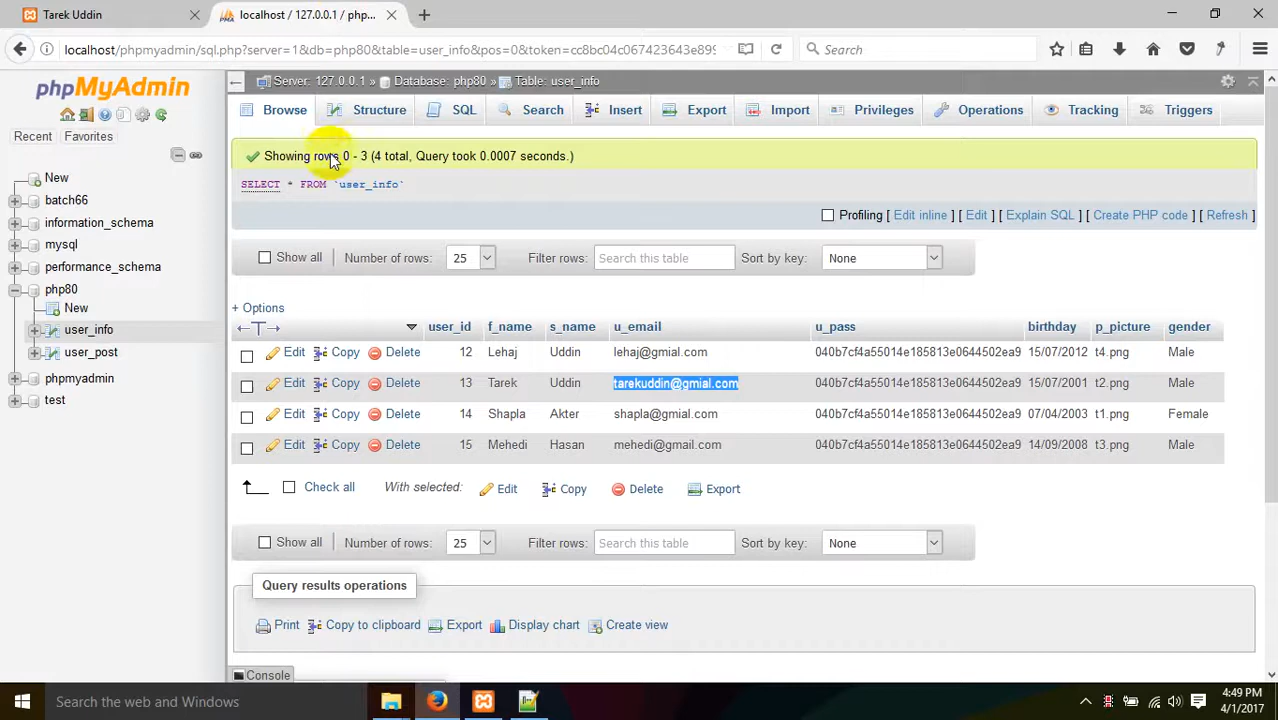 Tarek Uddin
localhost / 127.0.0.1 / php...
localhost/phpmyadmin/sql.php?server=1&db=php80&table=user_info&pos=0&token=cc8bc04c067423643e899
Search
phpMyAdmin
Recent
Favorites
New
batch66
information_schema
mysql
performance_schema
php80
New
user_info
user_post
phpmyadmin
test
Server: 127.0.0.1 » Database: php80 » Table: user_info
Browse Structure SQL Search Insert Export Import Privileges Operations Tracking Triggers
Showing rows 0 - 3 (4 total, Query took 0.0007 seconds.)
SELECT * FROM `user_info`
Profiling [ Edit inline ] [ Edit ] [ Explain SQL ] [ Create PHP code ] [ Refresh ]
Show all Number of rows: 25 Filter rows: Search this table Sort by key: None
+ Options
user_id f_name s_name u_email u_pass birthday p_picture gender
Edit Copy Delete 12 Lehaj Uddin lehaj@gmial.com 040b7cf4a55014e185813e0644502ea9 15/07/2012 t4.png Male
Edit Copy Delete 13 Tarek Uddin tarekuddin@gmial.com 040b7cf4a55014e185813e0644502ea9 15/07/2001 t2.png Male
Edit Copy Delete 14 Shapla Akter shapla@gmial.com 040b7cf4a55014e185813e0644502ea9 07/04/2003 t1.png Female
Edit Copy Delete 15 Mehedi Hasan mehedi@gmail.com 040b7cf4a55014e185813e0644502ea9 14/09/2008 t3.png Male
Check all With selected: Edit Copy Delete Export
Show all Number of rows: 25 Filter rows: Search this table Sort by key: None
Query results operations
Print Copy to clipboard Export Display chart Create view
Console
Search the web and Windows
4:49 PM
4/1/2017